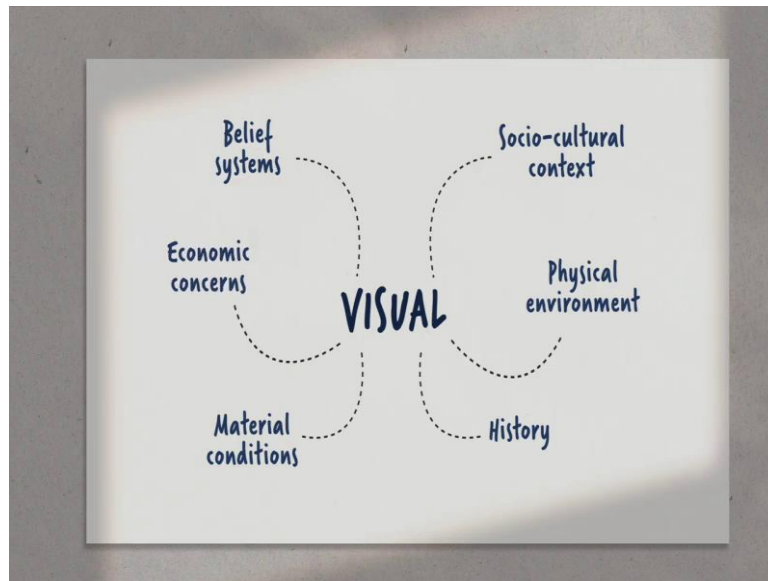 Belief
systems
Socio-cultural
context
Economic
concerns
Physical
environment
VISUAL
Material
conditions
History